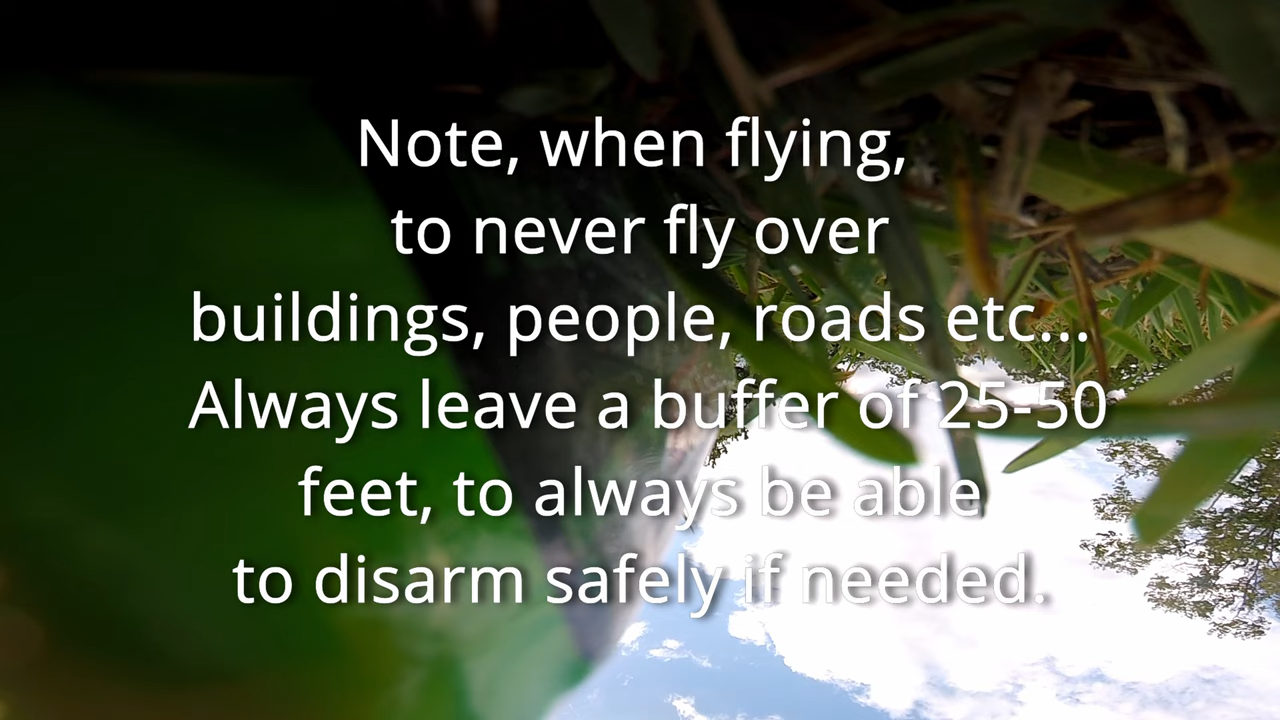 Note, when flying,
to never fly over
buildings, people, roads etc...
Always leave a buffer of 25-50
feet, to always be able
to disarm safely if needed.